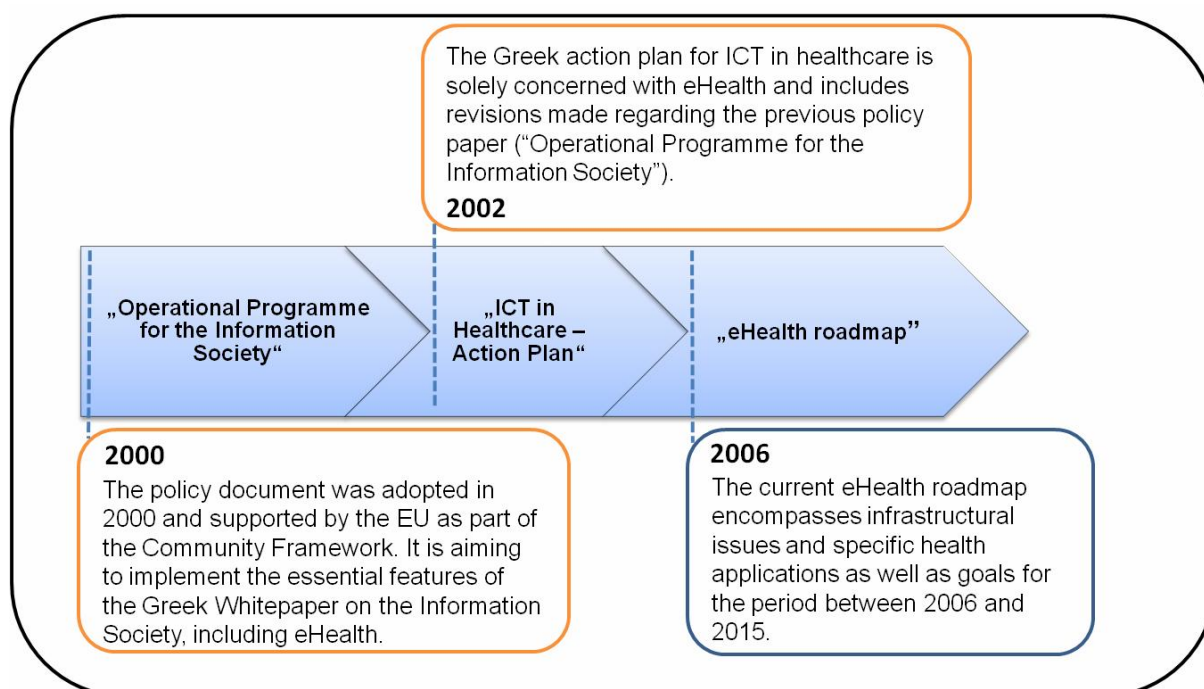 The Greek action plan for ICT in healthcare is
solely concerned with eHealth and includes
revisions made regarding the previous policy
paper (“Operational Programme for the
Information Society”).
2002
„Operational Programme
for the Information
Society“
„ICT in
Healthcare –
Action Plan“
„eHealth roadmap”
2000
The policy document was adopted in
2000 and supported by the EU as part of
the Community Framework. It is aiming
to implement the essential features of
the Greek Whitepaper on the Information
Society, including eHealth.
2006
The current eHealth roadmap
encompasses infrastructural
issues and specific health
applications as well as goals for
the period between 2006 and
2015.